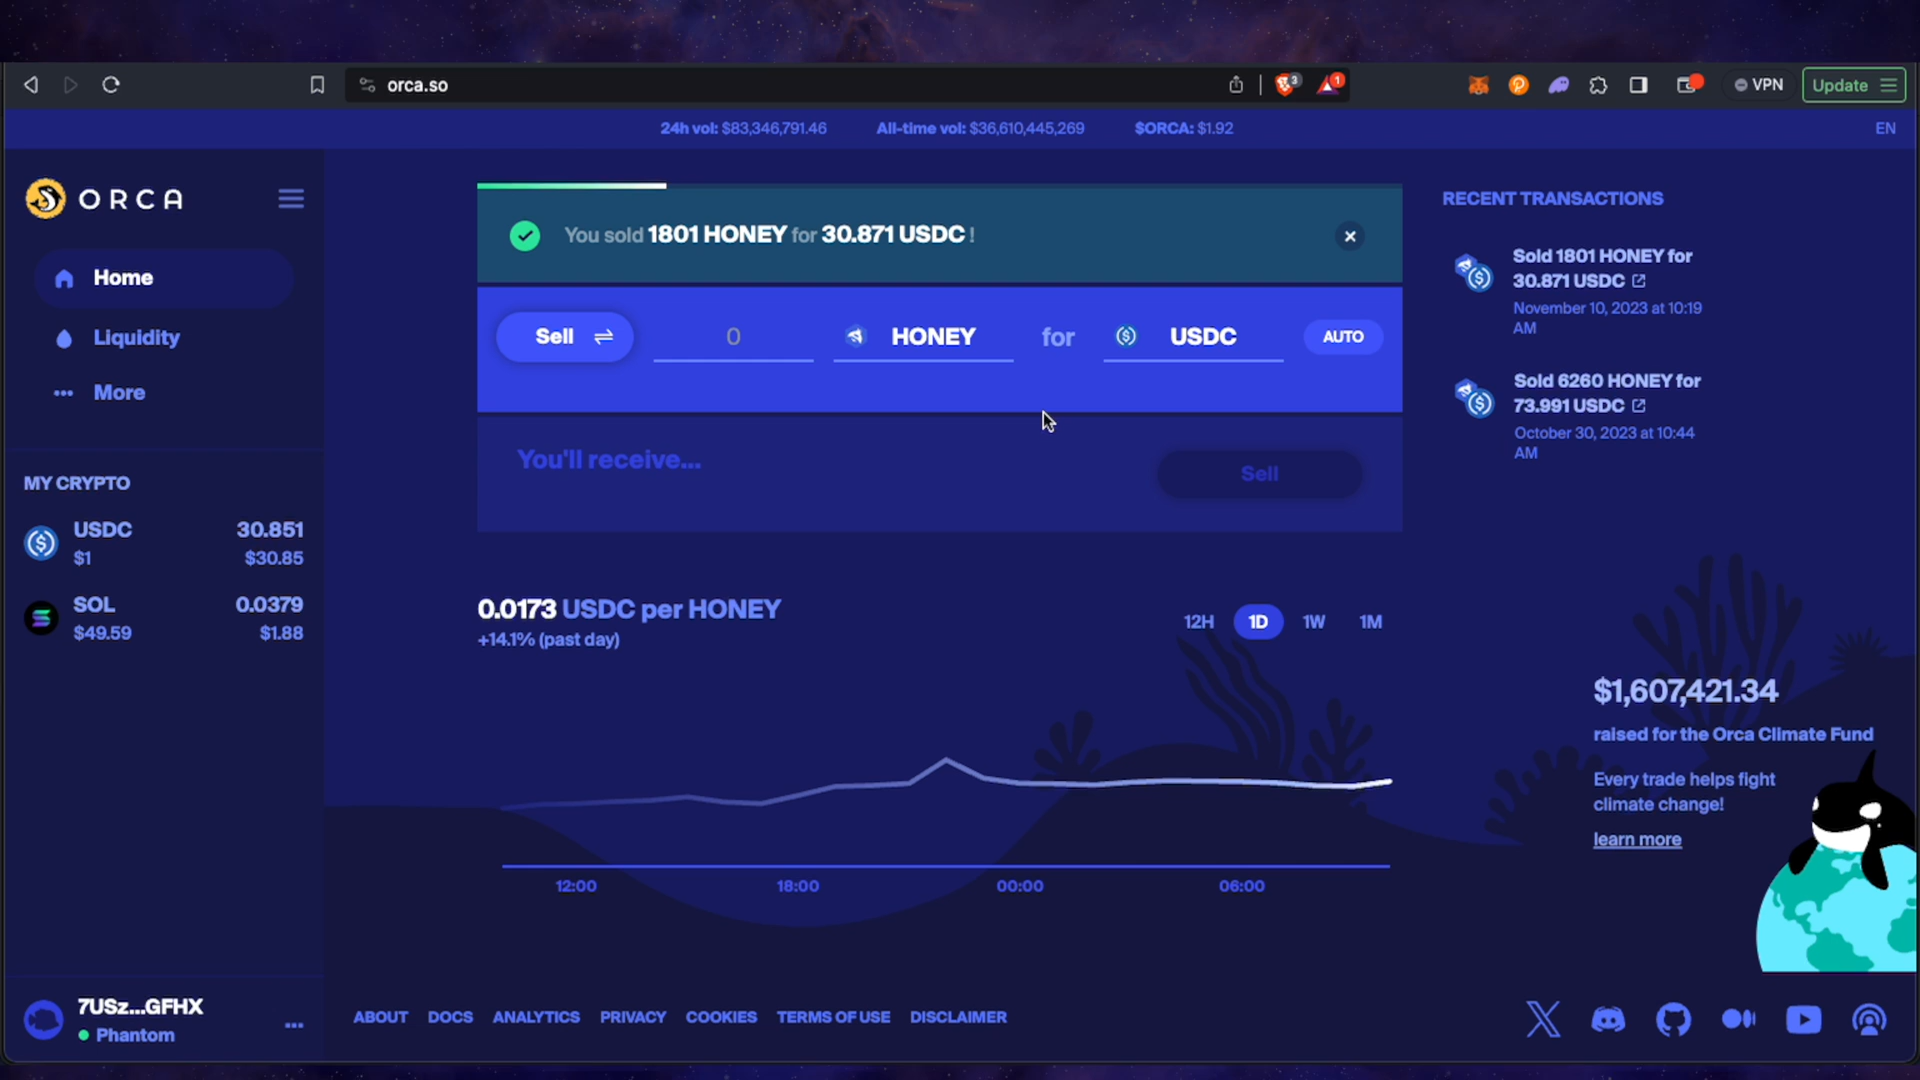 orca.so
3
1
VPN
Update
24h vol: $83,346,791.46 All-time vol: $36,610,445,269 $ORCA: $1.92
EN
ORCA
Home
Liquidity
More
MY CRYPTO
USDC 30.851
$1 $30.85
SOL 0.0379
$49.59 $1.88
7USz...GFHX
Phantom
You sold 1801 HONEY for 30.871 USDC !
Sell 0 HONEY for USDC AUTO
You'll receive...
Sell
0.0173 USDC per HONEY
+14.1% (past day)
12H 1D 1W 1M
12:00 18:00 00:00 06:00
RECENT TRANSACTIONS
Sold 1801 HONEY for
30.871 USDC
November 10, 2023 at 10:19
AM
Sold 6260 HONEY for
73.991 USDC
October 30, 2023 at 10:44
AM
$1,607,421.34
raised for the Orca Climate Fund
Every trade helps fight
climate change!
learn more
ABOUT DOCS ANALYTICS PRIVACY COOKIES TERMS OF USE DISCLAIMER